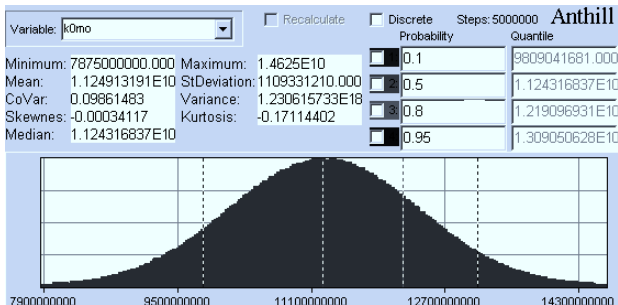 Variable: k0mo Recalculate Discrete Steps: 5000000 Anthill
Probability Quantile
Minimum: 7875000000.000 Maximum: 1.4625E10 0.1 9809041681.000
Mean: 1.124913191E10 StDeviation: 1109331210.000 2 0.5 1.124316837E10
CoVar: 0.09861483 Variance: 1.230615733E18
Skewnes: -0.00034117 Kurtosis: -0.17114402 3 0.8 1.219096931E10
Median: 1.124316837E10 0.95 1.309050628E10
7900000000 9500000000 11100000000 12700000000 14300000000